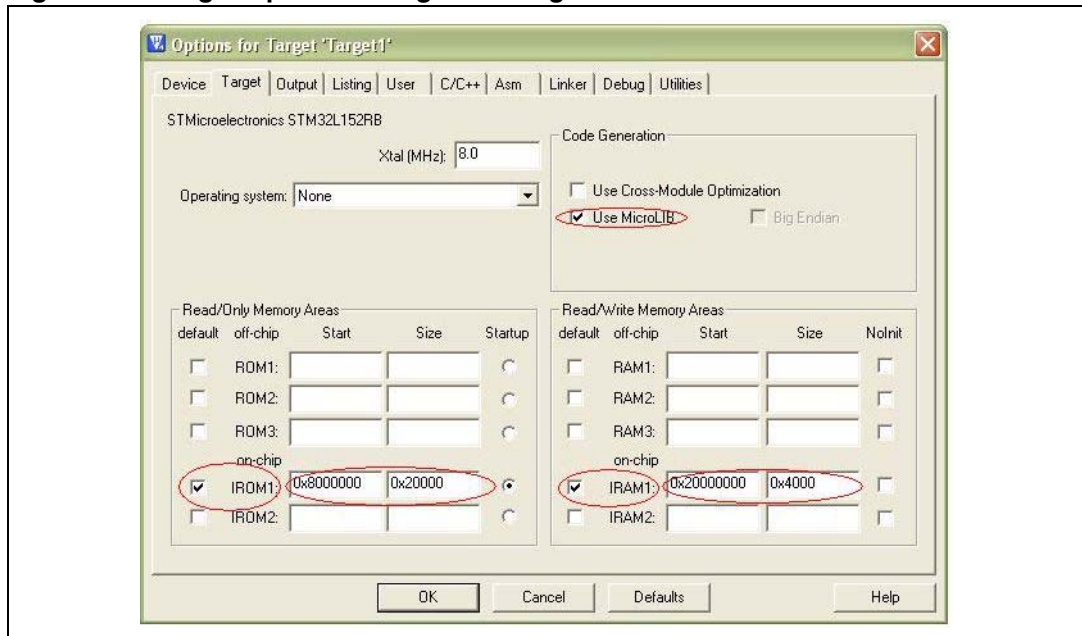 Options for Target 'Target1'
Device Target Output Listing User C/C++ Asm Linker Debug Utilities
STMicroelectronics STM32L152RB
Xtal (MHz): 8.0
Operating system: None
Code Generation
Use Cross-Module Optimization
Use MicroLIB
Big Endian
Read/Only Memory Areas
default off-chip Start Size Startup
ROM1:
ROM2:
ROM3:
on-chip
IROM1: 0x8000000 0x20000
IROM2:
Read/Write Memory Areas
default off-chip Start Size NoInit
RAM1:
RAM2:
RAM3:
on-chip
IRAM1: 0x20000000 0x4000
IRAM2:
OK Cancel Defaults Help